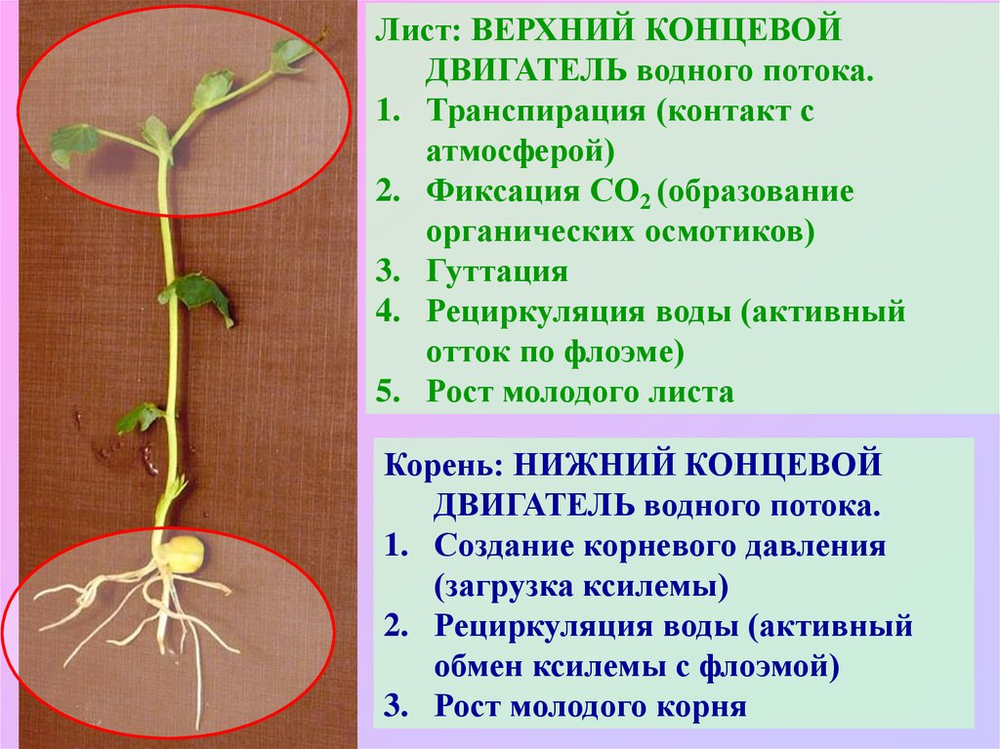 Лист: ВЕРХНИЙ КОНЦЕВОЙ
ДВИГАТЕЛЬ водного потока.
1. Транспирация (контакт с
атмосферой)
2. Фиксация СО₂ (образование
органических осмотиков)
3. Гуттация
4. Рециркуляция воды (активный
отток по флоэме)
5. Рост молодого листа
Корень: НИЖНИЙ КОНЦЕВОЙ
ДВИГАТЕЛЬ водного потока.
1. Создание корневого давления
(загрузка ксилемы)
2. Рециркуляция воды (активный
обмен ксилемы с флоэмой)
3. Рост молодого корня